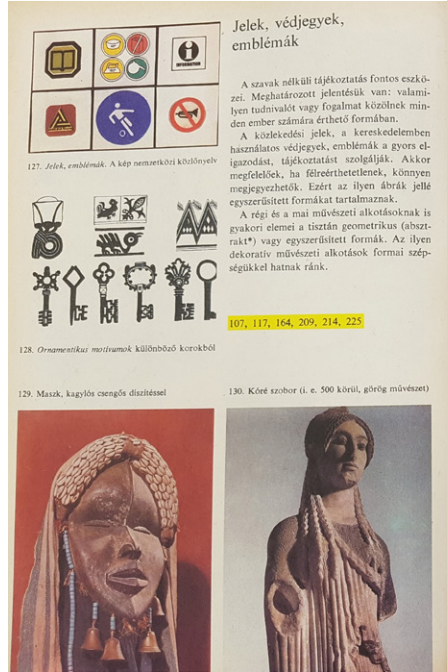 Jelek, védjegyek,
emblémák
A szavak nélküli tájékoztatás fontos eszkö-
zei. Meghatározott jelentésük van: valami-
lyen tudnivalót vagy fogalmat közölnek min-
den ember számára érthető formában.
A közlekedési jelek, a kereskedelemben
használatos védjegyek, emblémák a gyors el-
igazodást, tájékoztatást szolgálják. Akkor
megfelelőek, ha félreérthetetlenek, könnyen
megjegyezhetők. Ezért az ilyen ábrák jellé
egyszerűsített formákat tartalmaznak.
A régi és a mai művészeti alkotásoknak is
gyakori elemei a tisztán geometrikus (abszt-
rakt*) vagy egyszerűsített formák. Az ilyen
dekoratív művészeti alkotások formai szép-
ségükkel hatnak ránk.
107, 117, 164, 209, 214, 225
INFORMATION
127. Jelek, emblémák. A kép nemzetközi közlőnyelv
128. Ornamentikus motívumok különböző korokból
129. Maszk, kagylós csengős díszítéssel
130. Kóré szobor (i. e. 500 körül, görög művészet)